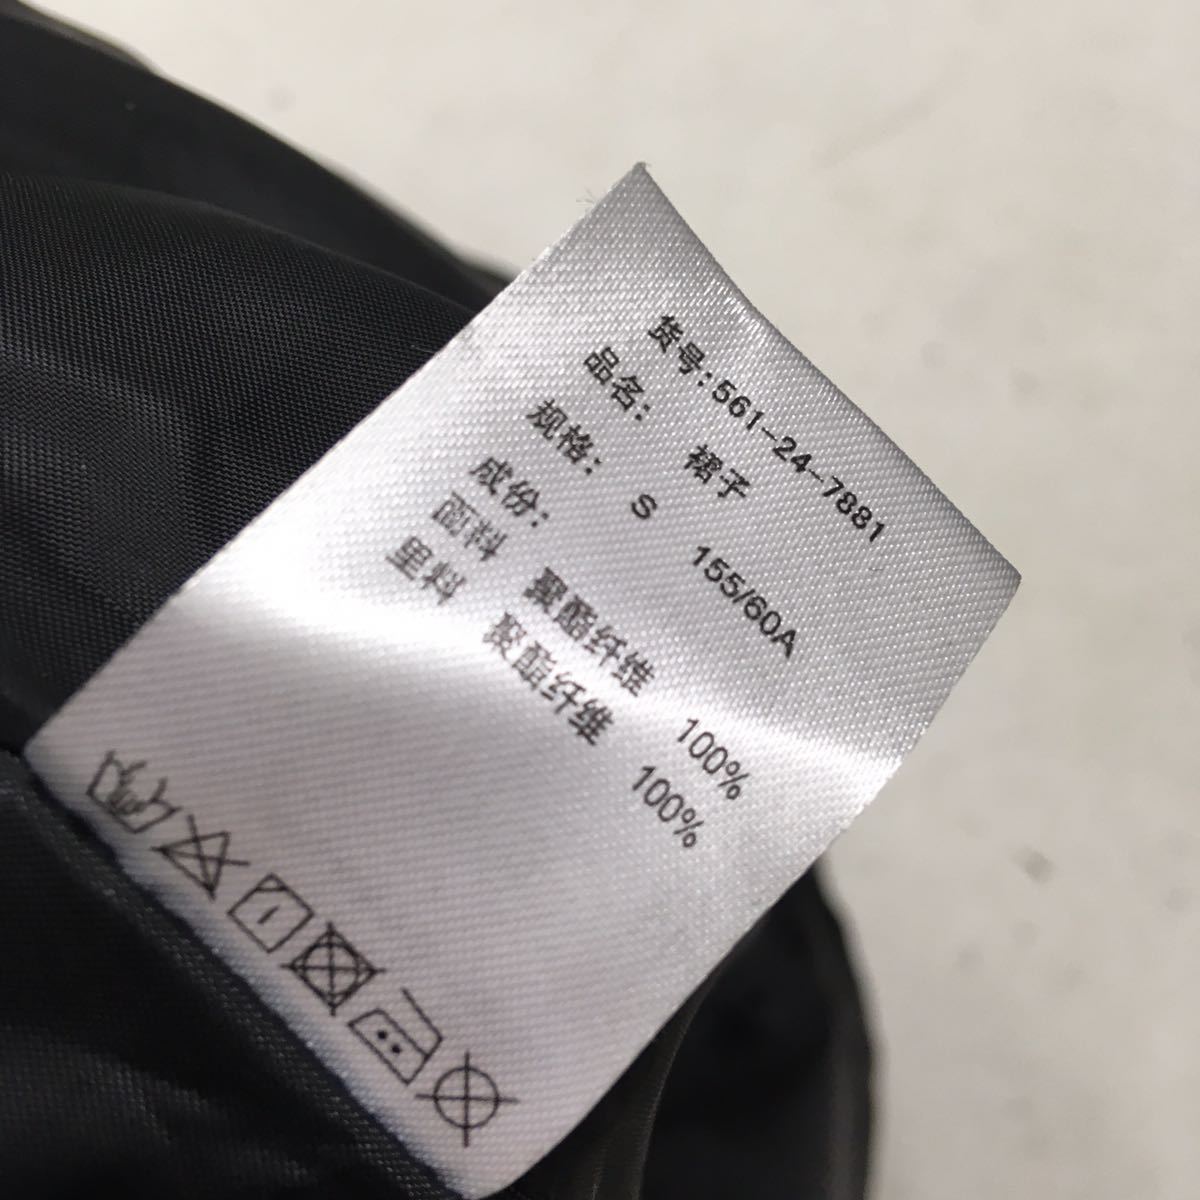 货号:561-24-7881
品名: 裙子
规格: S 155/60A
成份:
面料 聚酯纤维 100%
里料 聚酯纤维 100%